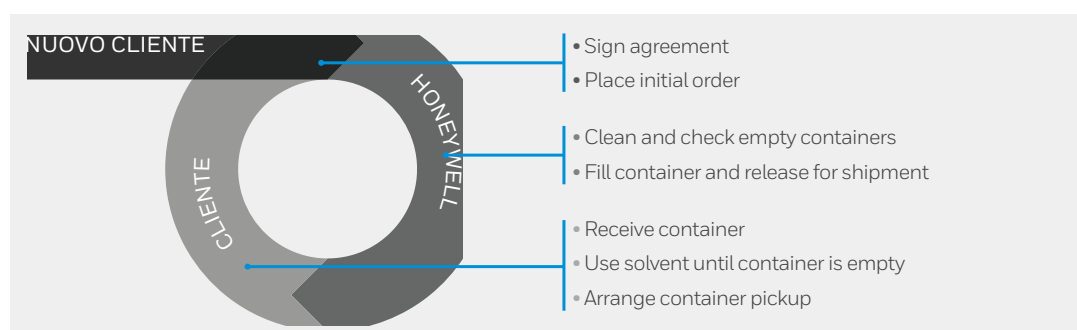 NUOVO CLIENTE
HONEYWELL
CLIENTE
• Sign agreement
• Place initial order
• Clean and check empty containers
• Fill container and release for shipment
• Receive container
• Use solvent until container is empty
• Arrange container pickup